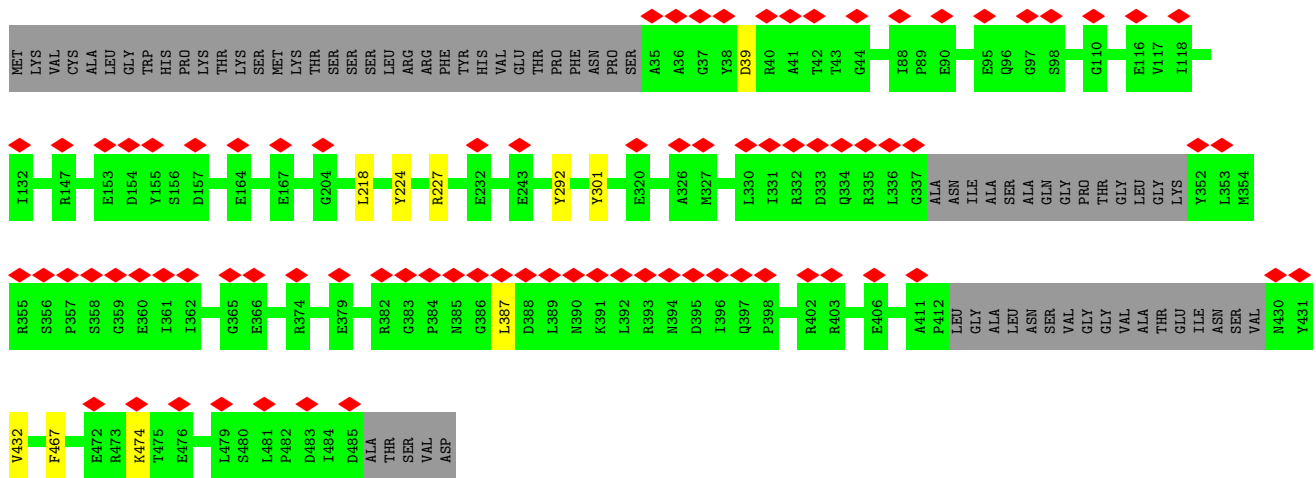 MET LYS VAL CYS ALA LEU GLY TRP HIS PRO LYS THR LYS SER MET LYS THR SER SER SER LEU ARG ARG PHE TYR HIS VAL GLU THR PRO PHE ASN PRO SER A35 A36 G37 Y38 D39 R40 A41 T42 T43 G44 I88 P89 E90 E95 Q96 G97 S98 G110 E116 V117 I118
I132 R147 E153 D154 Y155 S156 D157 E164 E167 G204 L218 Y224 R227 E232 E243 Y292 Y301 E320 A326 M327 L330 I331 R332 D333 Q334 R335 L336 G337 ALA ASN ILE ALA SER ALA GLN GLY PRO THR GLY LEU GLY LYS Y352 L353 M354
R355 S356 P357 S358 G359 E360 I361 I362 G365 E366 R374 E379 R382 G383 P384 N385 G386 L387 D388 L389 N390 K391 L392 R393 N394 D395 I396 Q397 P398 R402 R403 E406 A411 P412 LEU GLY ALA LEU ASN SER VAL GLY GLY VAL ALA THR GLU ILE ASN SER VAL N430 Y431
V432 F467 E472 R473 K474 T475 E476 L479 S480 L481 P482 D483 I484 D485 ALA THR SER VAL ASP